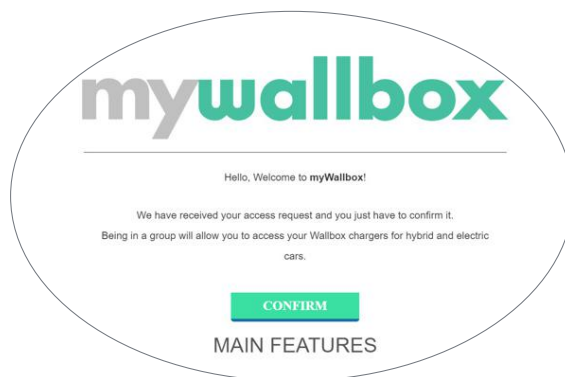 mywallbox
Hello, Welcome to myWallbox!
We have received your access request and you just have to confirm it.
Being in a group will allow you to access your Wallbox chargers for hybrid and electric
cars.
CONFIRM
MAIN FEATURES